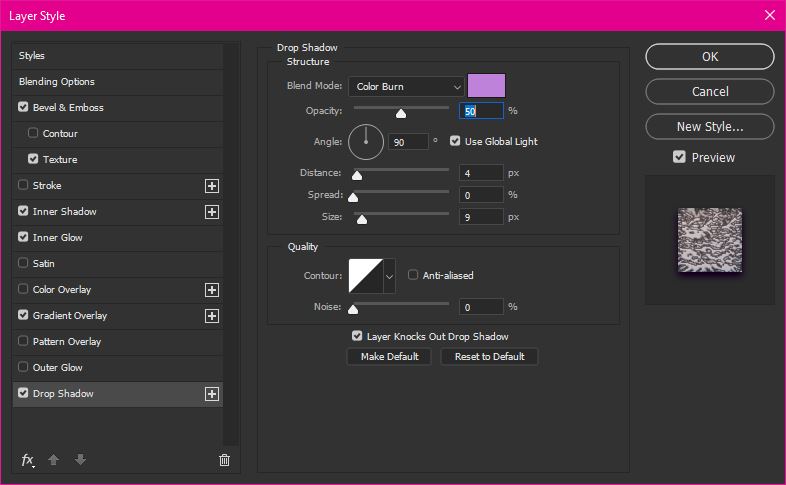 Layer Style
Styles
Blending Options
Bevel & Emboss
Contour
Texture
Stroke
Inner Shadow
Inner Glow
Satin
Color Overlay
Gradient Overlay
Pattern Overlay
Outer Glow
Drop Shadow
fx
Drop Shadow
Structure
Blend Mode: Color Burn
Opacity: 50 %
Angle: 90 ° Use Global Light
Distance: 4 px
Spread: 0 %
Size: 9 px
Quality
Contour: Anti-aliased
Noise: 0 %
Layer Knocks Out Drop Shadow
Make Default Reset to Default
OK
Cancel
New Style...
Preview